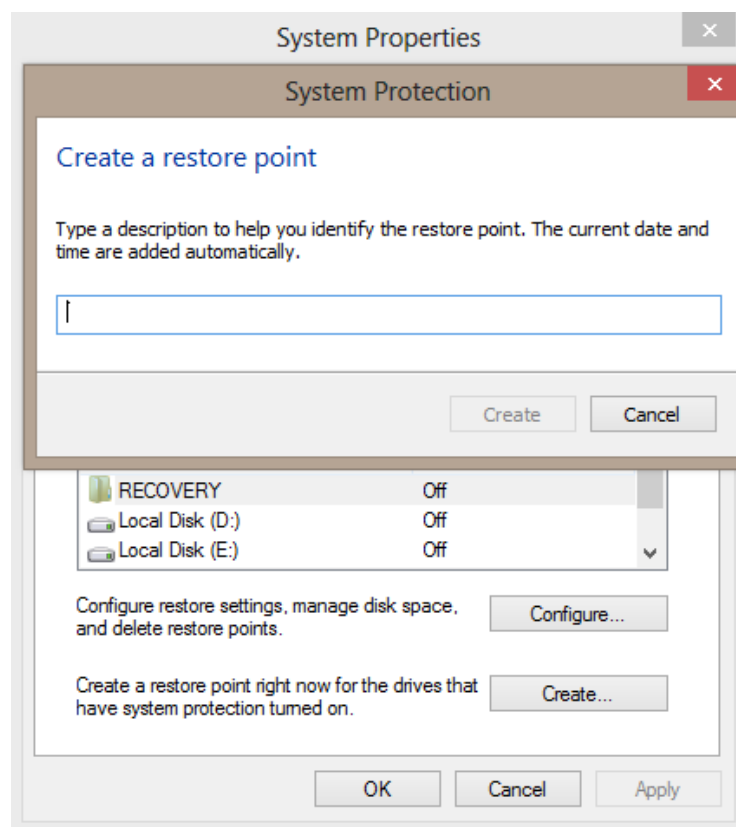 System Properties
System Protection
Create a restore point
Type a description to help you identify the restore point. The current date and
time are added automatically.
Create
Cancel
RECOVERY Off
Local Disk (D:) Off
Local Disk (E:) Off
Configure restore settings, manage disk space,
and delete restore points.
Configure...
Create a restore point right now for the drives that
have system protection turned on.
Create...
OK
Cancel
Apply